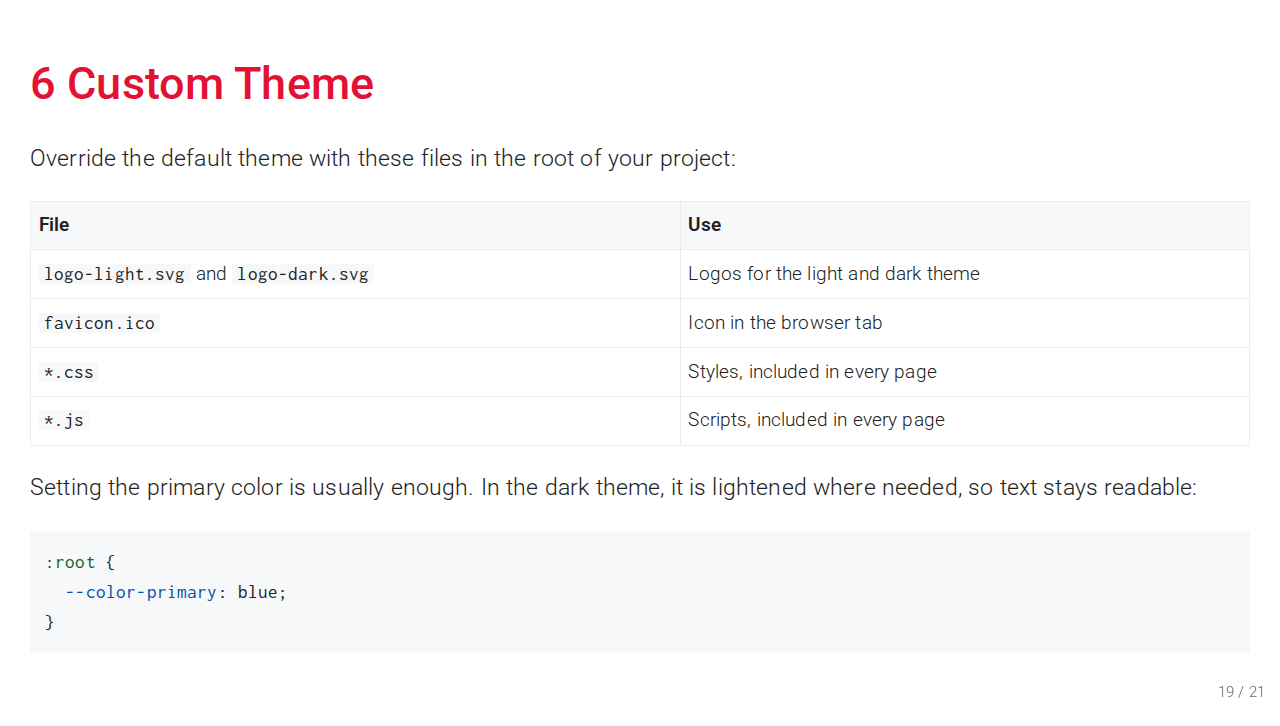 6 Custom Theme
Override the default theme with these files in the root of your project:
File Use
logo-light.svg and logo-dark.svg Logos for the light and dark theme
favicon.ico Icon in the browser tab
*.css Styles, included in every page
*.js Scripts, included in every page
Setting the primary color is usually enough. In the dark theme, it is lightened where needed, so text stays readable:
:root {
  --color-primary: blue;
}
19 / 21